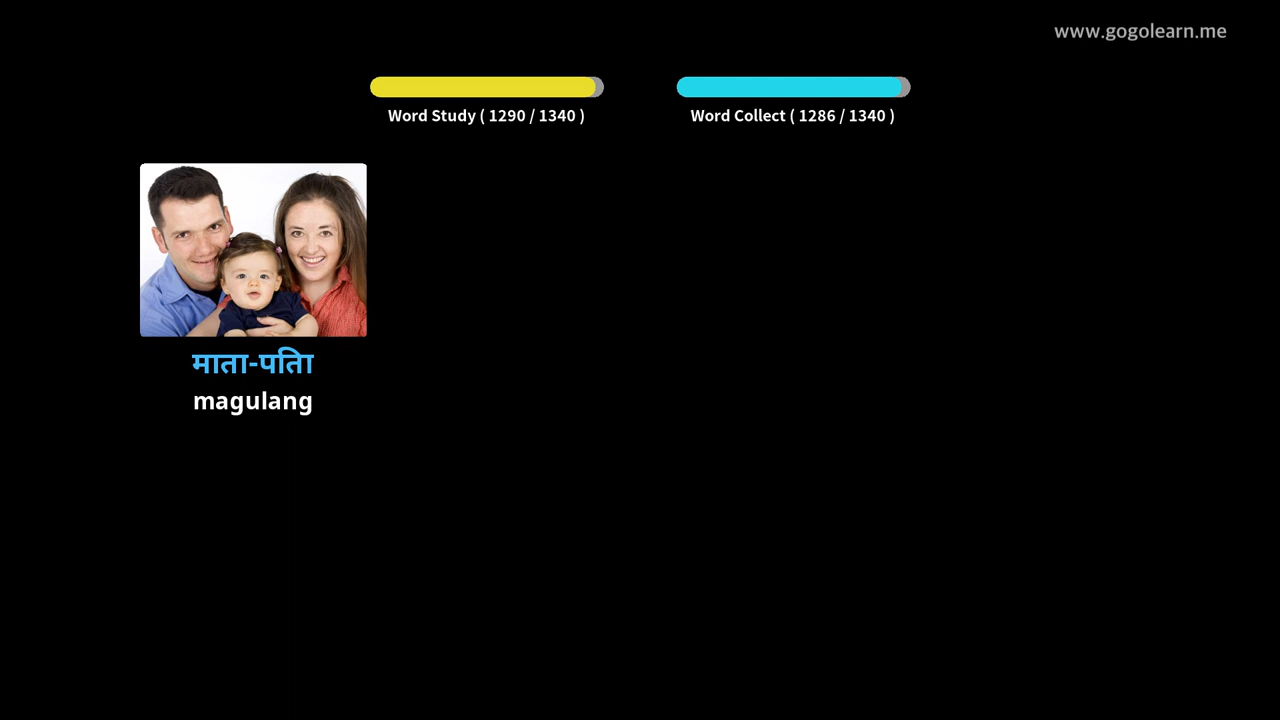 www.gogolearn.me
Word Study ( 1290 / 1340 )
Word Collect ( 1286 / 1340 )
माता-पिता
magulang